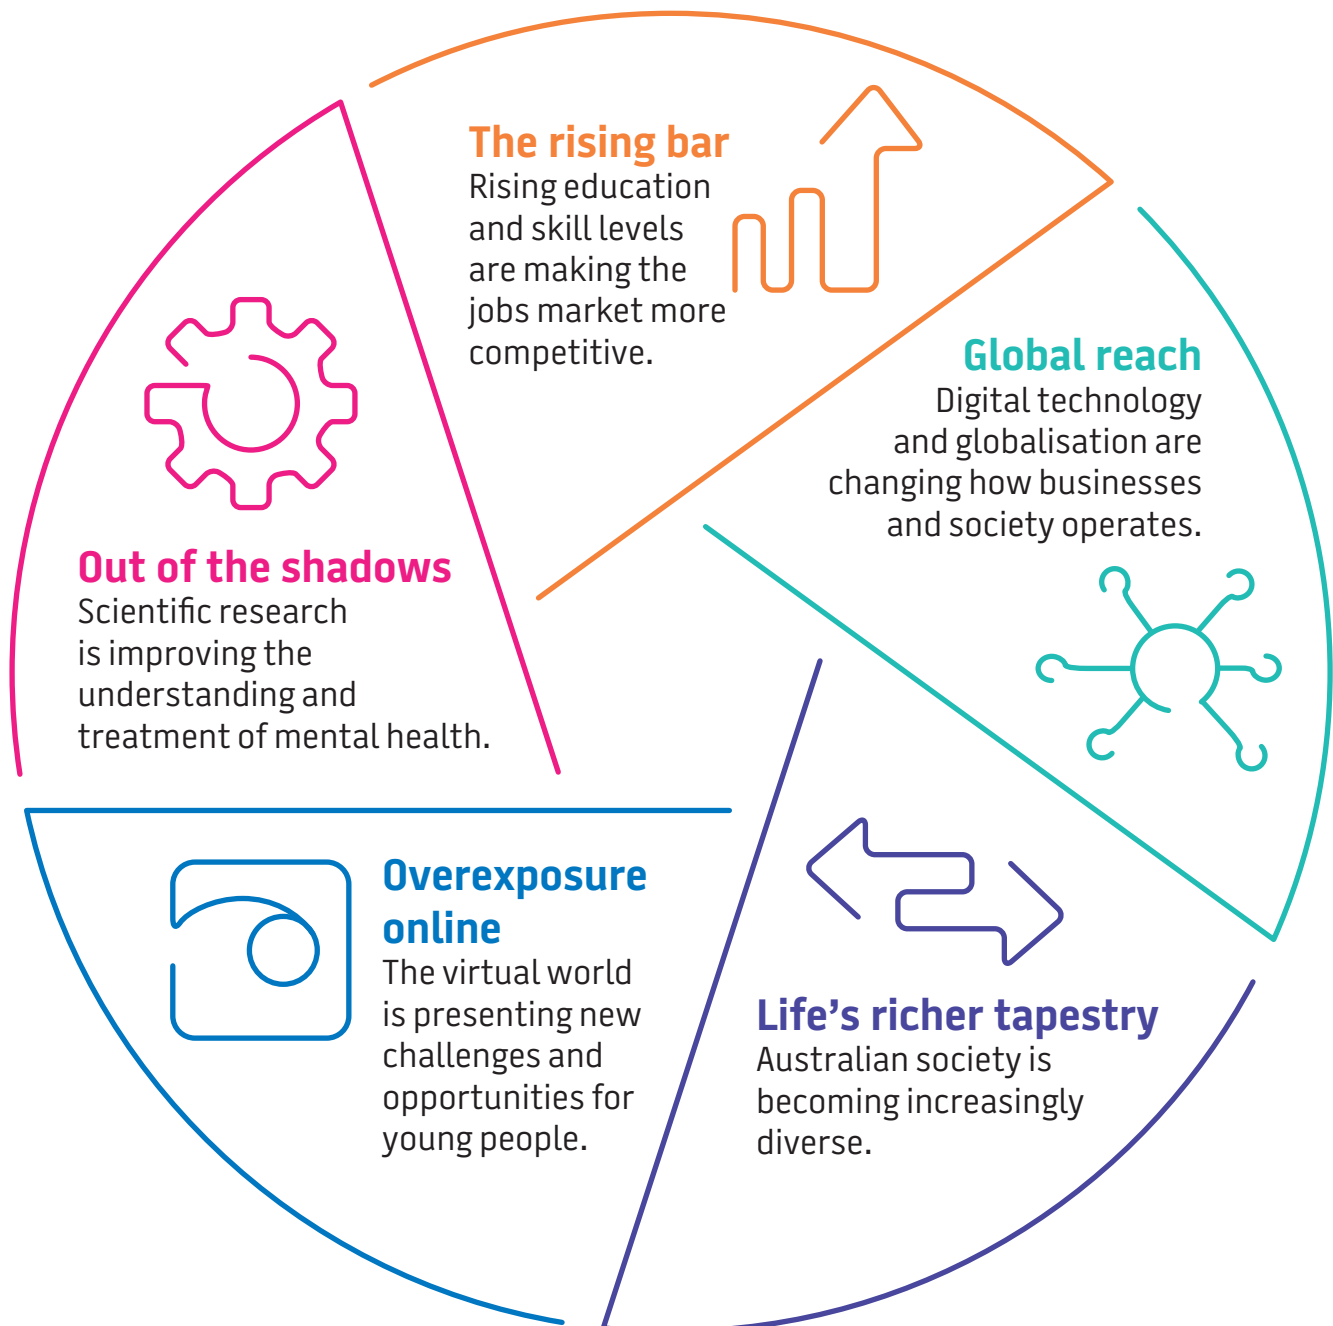 The rising bar
Rising education
and skill levels
are making the
jobs market more
competitive.
Global reach
Digital technology
and globalisation are
changing how businesses
and society operates.
Out of the shadows
Scientific research
is improving the
understanding and
treatment of mental health.
Overexposure
online
The virtual world
is presenting new
challenges and
opportunities for
young people.
Life’s richer tapestry
Australian society is
becoming increasingly
diverse.